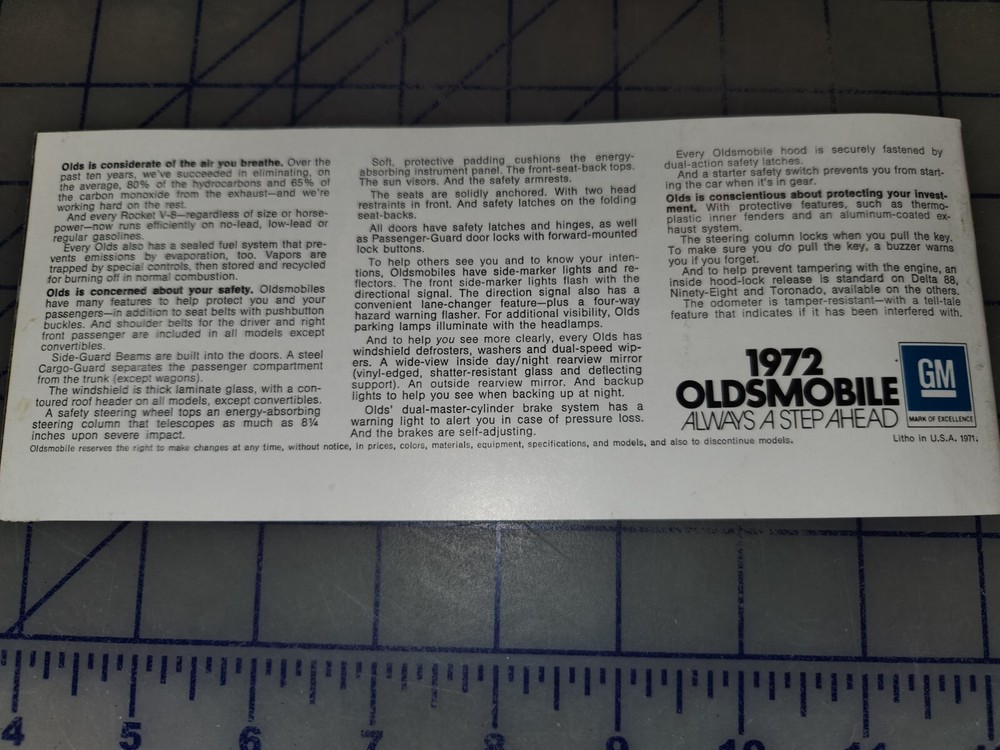 Olds is considerate of the air you breathe. Over the
past ten years, we've succeeded in eliminating, on
the average, 80% of the hydrocarbons and 65% of
the carbon monoxide from the exhaust—and we're
working hard on the rest.
And every Rocket V-8—regardless of size or horse-
power—now runs efficiently on no-lead, low-lead or
regular gasolines.
Every Olds also has a sealed fuel system that pre-
vents emissions by evaporation, too. Vapors are
trapped by special controls, then stored and recycled
for burning off in normal combustion.
Olds is concerned about your safety. Oldsmobiles
have many features to help protect you and your
passengers—in addition to seat belts with pushbutton
buckles. And shoulder belts for the driver and right
front passenger are included in all models except
convertibles.
Side-Guard Beams are built into the doors. A steel
Cargo-Guard separates the passenger compartment
from the trunk (except wagons).
The windshield is thick laminate glass, with a con-
toured roof header on all models, except convertibles.
A safety steering wheel tops an energy-absorbing
steering column that telescopes as much as 8¼
inches upon severe impact.
Soft, protective padding cushions the energy-
absorbing instrument panel. The front-seat-back tops.
The sun visors. And the safety armrests.
The seats are solidly anchored. With two head
restraints in front. And safety latches on the folding
seat-backs.
All doors have safety latches and hinges, as well
as Passenger-Guard door locks with forward-mounted
lock buttons.
To help others see you and to know your inten-
tions, Oldsmobiles have side-marker lights and re-
flectors. The front side-marker lights flash with the
directional signal. The direction signal also has a
convenient lane-changer feature—plus a four-way
hazard warning flasher. For additional visibility, Olds
parking lamps illuminate with the headlamps.
And to help you see more clearly, every Olds has
windshield defrosters, washers and dual-speed wip-
ers. A wide-view inside day/night rearview mirror
(vinyl-edged, shatter-resistant glass and deflecting
support). An outside rearview mirror. And backup
lights to help you see when backing up at night.
Olds' dual-master-cylinder brake system has a
warning light to alert you in case of pressure loss.
And the brakes are self-adjusting.
Every Oldsmobile hood is securely fastened by
dual-action safety latches.
And a starter safety switch prevents you from start-
ing the car when it's in gear.
Olds is conscientious about protecting your invest-
ment. With protective features, such as thermo-
plastic inner fenders and an aluminum-coated ex-
haust system.
The steering column locks when you pull the key.
To make sure you do pull the key, a buzzer warns
you if you forget.
And to help prevent tampering with the engine, an
inside hood-lock release is standard on Delta 88,
Ninety-Eight and Toronado, available on the others.
The odometer is tamper-resistant—with a tell-tale
feature that indicates if it has been interfered with.
1972
OLDSMOBILE
ALWAYS A STEP AHEAD
GM
MARK OF EXCELLENCE
Litho in U.S.A. 1971.
Oldsmobile reserves the right to make changes at any time, without notice, in prices, colors, materials, equipment, specifications, and models, and also to discontinue models.
4 5 6 7 8 9 10 11